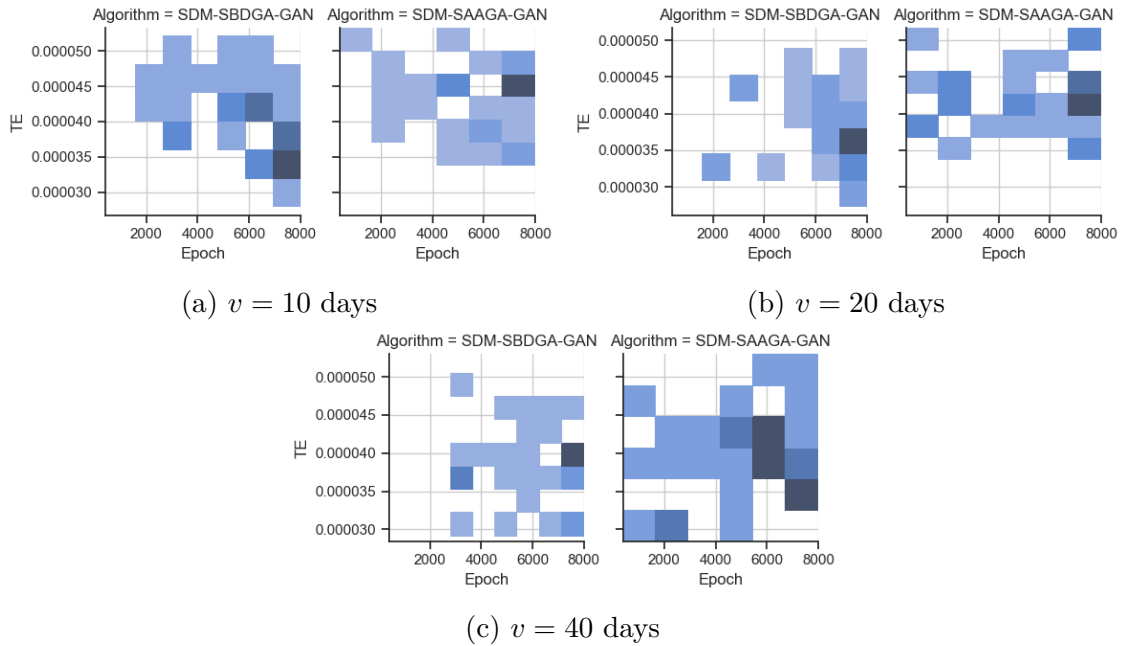 Algorithm = SDM-SBDGA-GAN
Algorithm = SDM-SAAGA-GAN
0.000050
0.000045
0.000040
0.000035
0.000030
TE
2000 4000 6000 8000
Epoch
2000 4000 6000 8000
Epoch
(a) v = 10 days
Algorithm = SDM-SBDGA-GAN
Algorithm = SDM-SAAGA-GAN
0.000050
0.000045
0.000040
0.000035
0.000030
TE
2000 4000 6000 8000
Epoch
2000 4000 6000 8000
Epoch
(b) v = 20 days
Algorithm = SDM-SBDGA-GAN
Algorithm = SDM-SAAGA-GAN
0.000050
0.000045
0.000040
0.000035
0.000030
TE
2000 4000 6000 8000
Epoch
2000 4000 6000 8000
Epoch
(c) v = 40 days